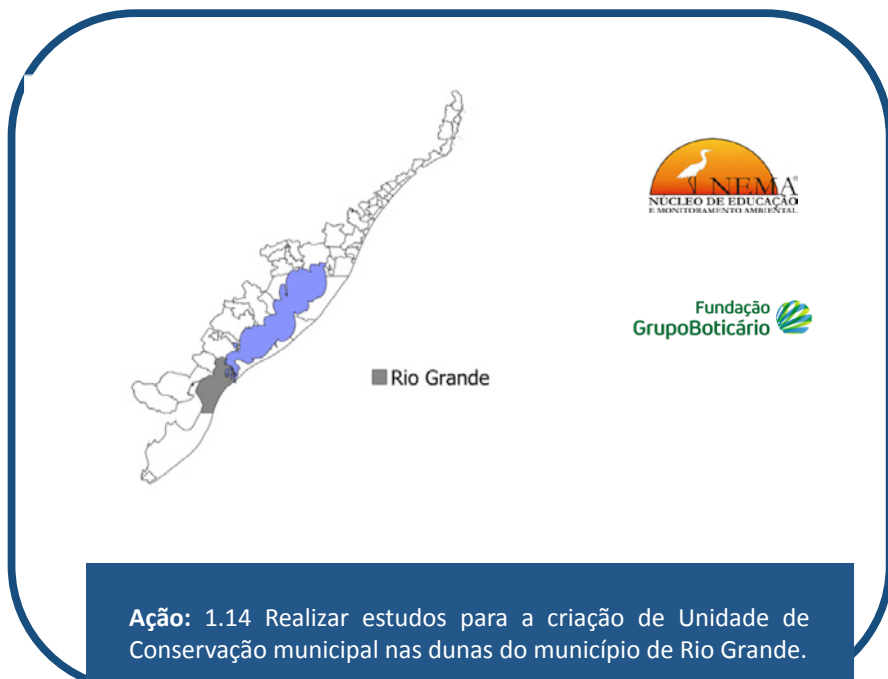 NEMA
NÚCLEO DE EDUCAÇÃO
E MONITORAMENTO AMBIENTAL
Fundação
GrupoBoticário
Rio Grande
Ação: 1.14 Realizar estudos para a criação de Unidade de
Conservação municipal nas dunas do município de Rio Grande.